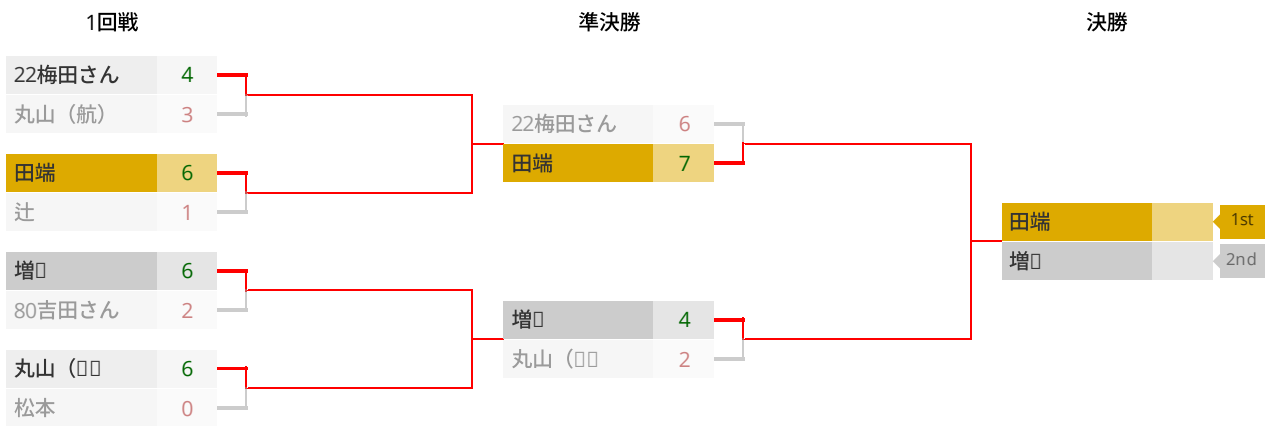 1回戦
準決勝
決勝
22梅田さん 4
丸山（航） 3
田端 6
辻 1
増 6
80吉田さん 2
丸山（ 6
松本 0
22梅田さん 6
田端 7
増 4
丸山（ 2
田端 1st
増 2nd